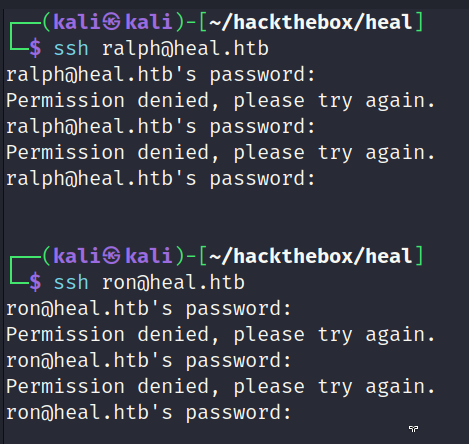 ┌──(kali㉿kali)-[~/hackthebox/heal]
└─$ ssh ralph@heal.htb
ralph@heal.htb's password:
Permission denied, please try again.
ralph@heal.htb's password:
Permission denied, please try again.
ralph@heal.htb's password:
┌──(kali㉿kali)-[~/hackthebox/heal]
└─$ ssh ron@heal.htb
ron@heal.htb's password:
Permission denied, please try again.
ron@heal.htb's password:
Permission denied, please try again.
ron@heal.htb's password: